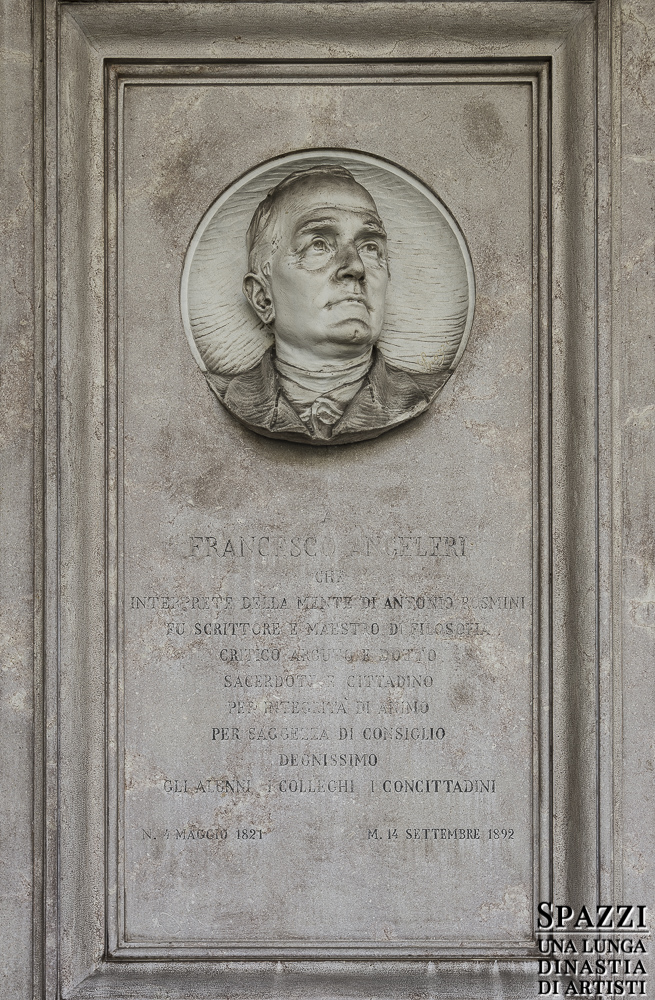 FRANCESCO ANGELERI
CHE
INTERPRETE DELLA MENTE DI ANTONIO ROSMINI
FU SCRITTORE E MAESTRO DI FILOSOFIA
CRITICO ARGUTO E DOTTO
SACERDOTE E CITTADINO
PER INTEGRITÀ DI ANIMO
PER SAGGEZZA DI CONSIGLIO
DEGNISSIMO
GLI ALUNNI I COLLEGHI I CONCITTADINI
N. 4 MAGGIO 1821 M. 14 SETTEMBRE 1892
SPAZZI
UNA LUNGA
DINASTIA
DI ARTISTI